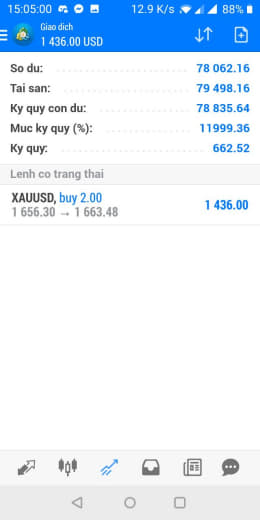 15:05:00 12.9 K/s 88%
Giao dich
1 436.00 USD
So du: 78 062.16
Tai san: 79 498.16
Ky quy con du: 78 835.64
Muc ky quy (%): 11999.36
Ky quy: 662.52
Lenh co trang thai
XAUUSD, buy 2.00 1 436.00
1 656.30 → 1 663.48